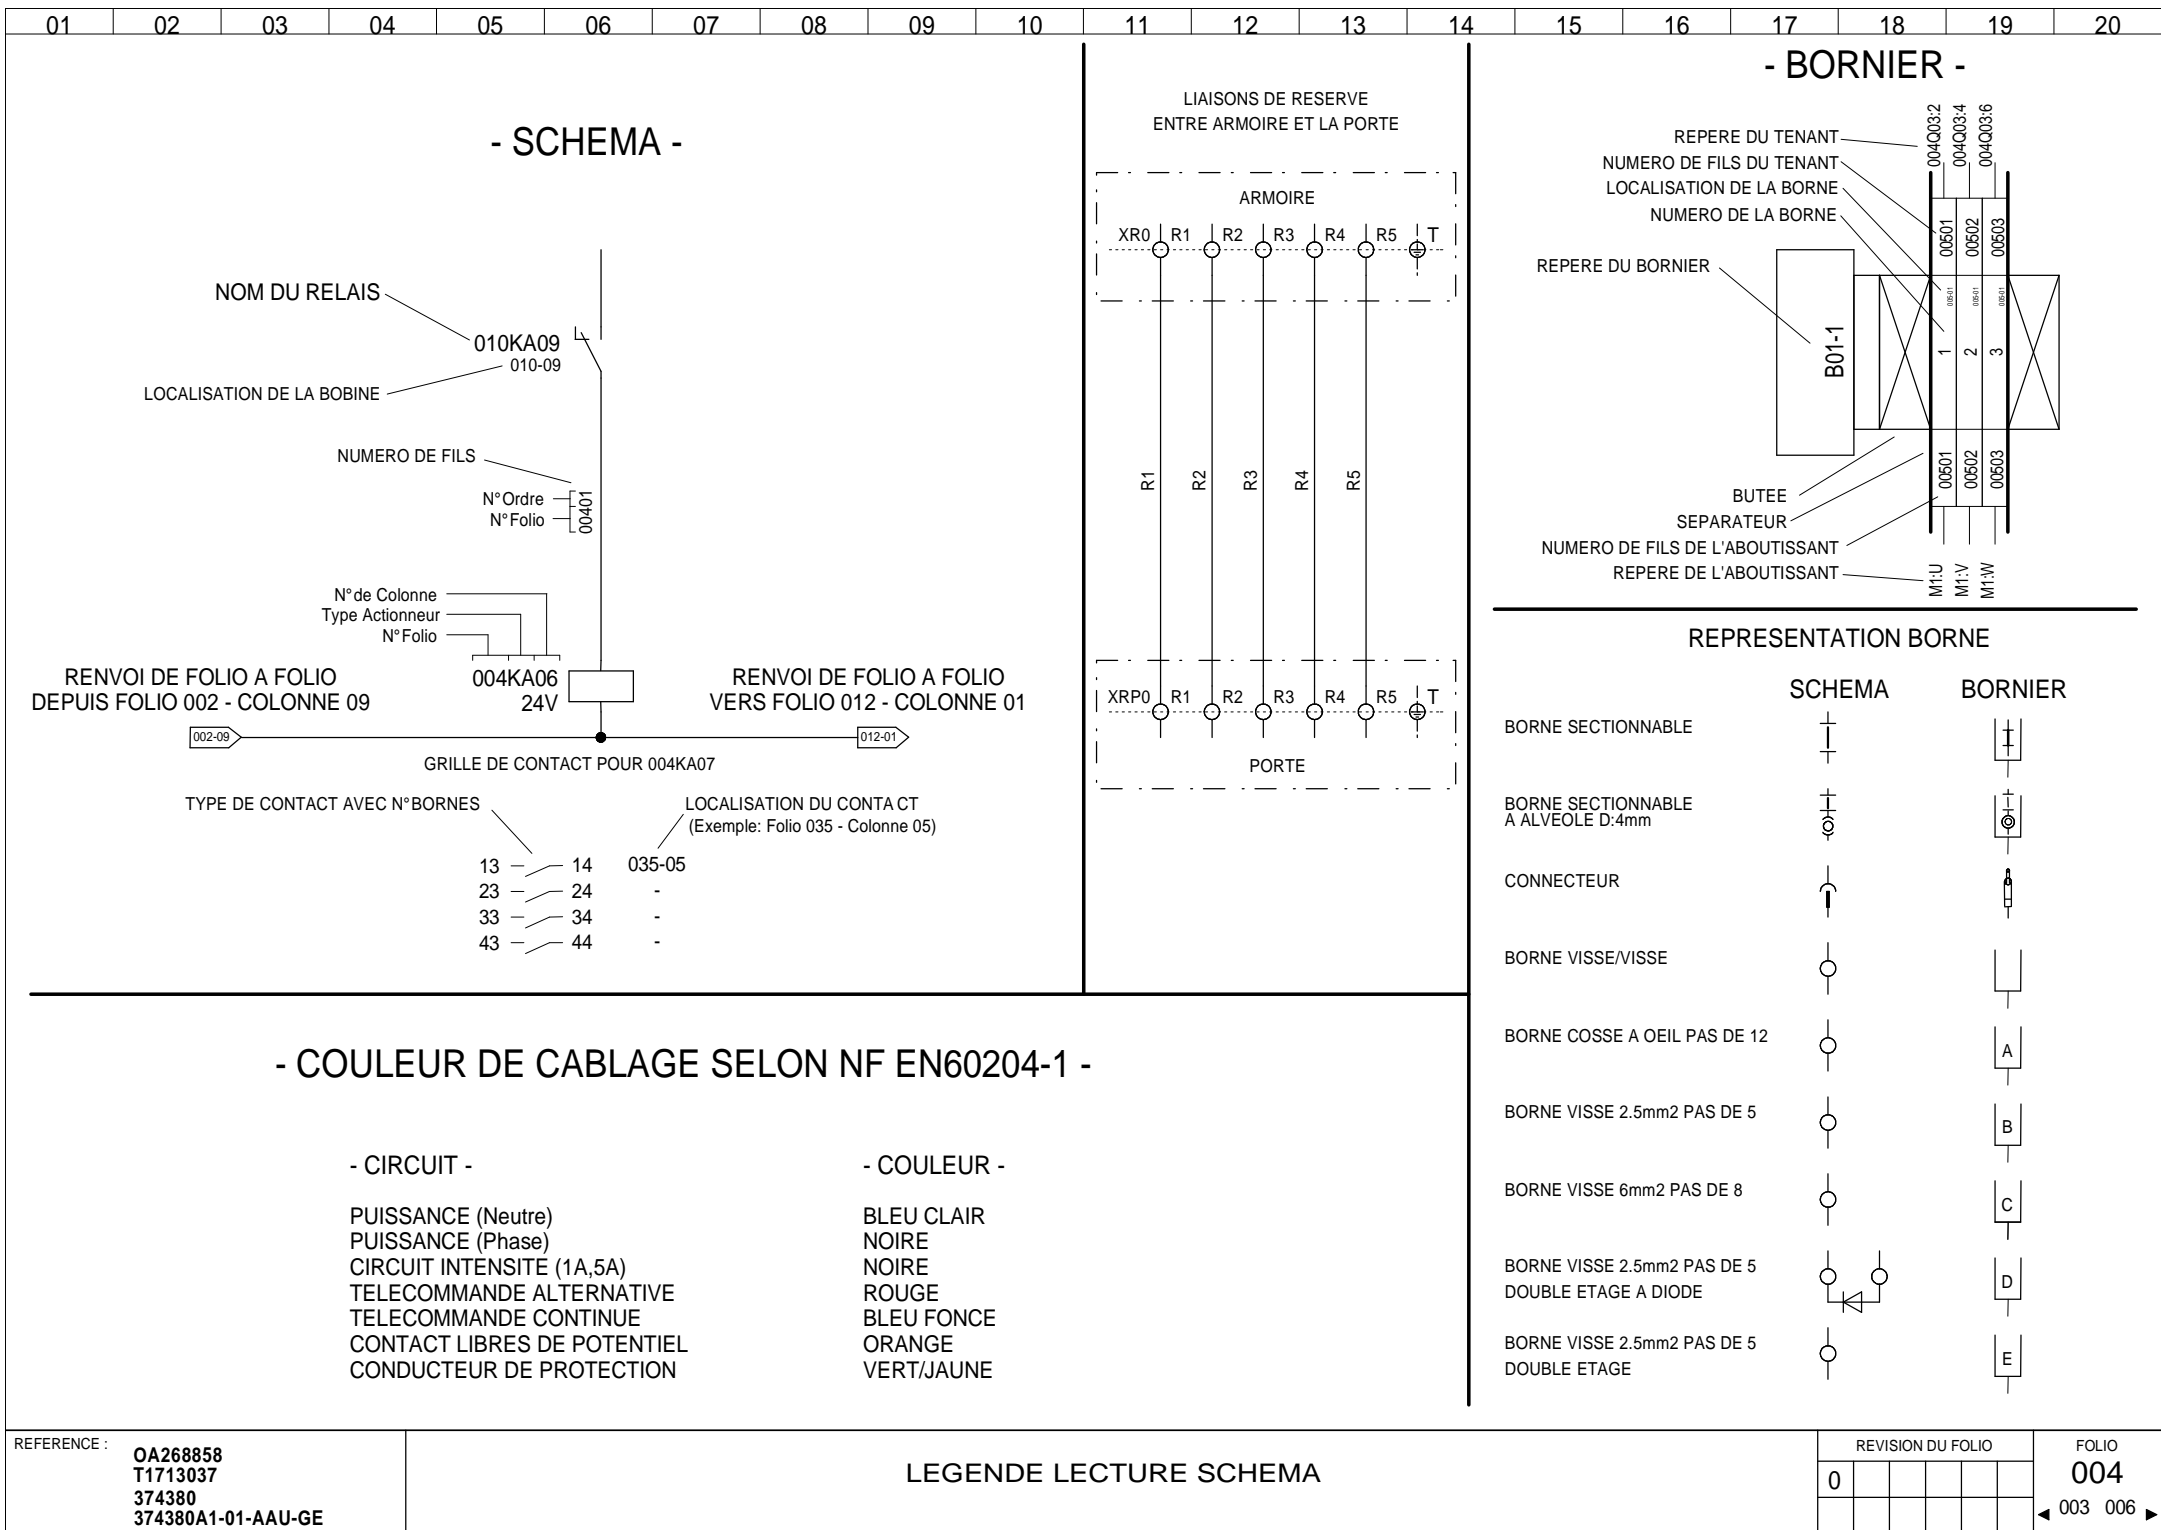 01 02 03 04 05 06 07 08 09 10 11 12 13 14 15 16 17 18 19 20
- SCHEMA -
NOM DU RELAIS
010KA09
010-09
LOCALISATION DE LA BOBINE
NUMERO DE FILS
N°Ordre
N°Folio
00401
N°de Colonne
Type Actionneur
N°Folio
RENVOI DE FOLIO A FOLIO
DEPUIS FOLIO 002 - COLONNE 09
004KA06
24V
RENVOI DE FOLIO A FOLIO
VERS FOLIO 012 - COLONNE 01
002-09
012-01
GRILLE DE CONTACT POUR 004KA07
TYPE DE CONTACT AVEC N°BORNES
LOCALISATION DU CONTACT
(Exemple: Folio 035 - Colonne 05)
13 14 035-05
23 24 -
33 34 -
43 44 -
LIAISONS DE RESERVE
ENTRE ARMOIRE ET LA PORTE
ARMOIRE
XR0 R1 R2 R3 R4 R5 T
R1 R2 R3 R4 R5
XRP0 R1 R2 R3 R4 R5 T
PORTE
- BORNIER -
004Q03:2
004Q03:4
004Q03:6
REPERE DU TENANT
NUMERO DE FILS DU TENANT
LOCALISATION DE LA BORNE
NUMERO DE LA BORNE
REPERE DU BORNIER
00501
00502
00503
005-01
005-01
005-01
B01-1
1
2
3
00501
00502
00503
BUTEE
SEPARATEUR
NUMERO DE FILS DE L'ABOUTISSANT
REPERE DE L'ABOUTISSANT
M1:U
M1:V
M1:W
REPRESENTATION BORNE
SCHEMA BORNIER
BORNE SECTIONNABLE
BORNE SECTIONNABLE
A ALVEOLE D:4mm
CONNECTEUR
BORNE VISSE/VISSE
BORNE COSSE A OEIL PAS DE 12
A
BORNE VISSE 2.5mm2 PAS DE 5
B
BORNE VISSE 6mm2 PAS DE 8
C
BORNE VISSE 2.5mm2 PAS DE 5
DOUBLE ETAGE A DIODE
D
BORNE VISSE 2.5mm2 PAS DE 5
DOUBLE ETAGE
E
- COULEUR DE CABLAGE SELON NF EN60204-1 -
- CIRCUIT - - COULEUR -
PUISSANCE (Neutre) BLEU CLAIR
PUISSANCE (Phase) NOIRE
CIRCUIT INTENSITE (1A,5A) NOIRE
TELECOMMANDE ALTERNATIVE ROUGE
TELECOMMANDE CONTINUE BLEU FONCE
CONTACT LIBRES DE POTENTIEL ORANGE
CONDUCTEUR DE PROTECTION VERT/JAUNE
REFERENCE :
OA268858
T1713037
374380
374380A1-01-AAU-GE
LEGENDE LECTURE SCHEMA
REVISION DU FOLIO
0
FOLIO
004
003 006